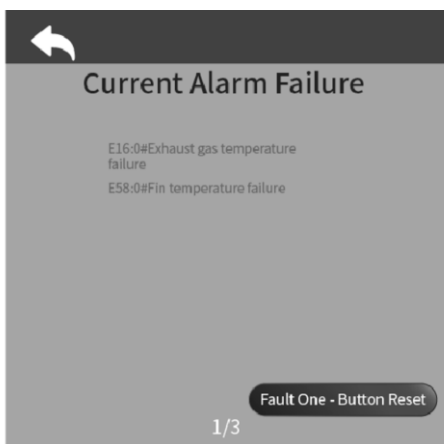 Current Alarm Failure
E16:0#Exhaust gas temperature
failure
E58:0#Fin temperature failure
Fault One - Button Reset
1/3